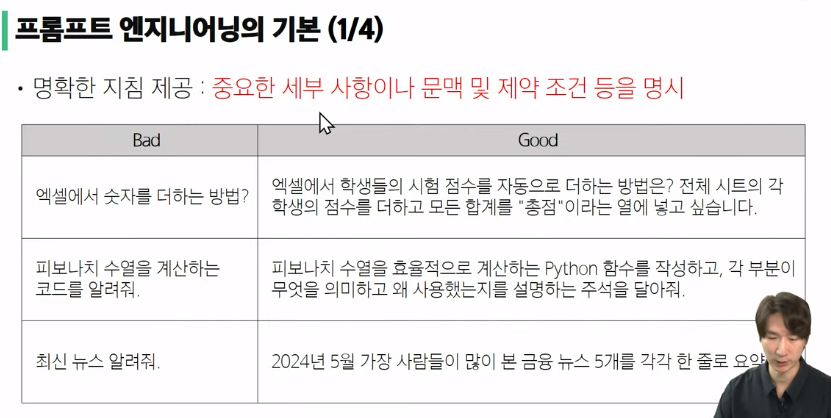 프롬프트 엔지니어링의 기본 (1/4)
• 명확한 지침 제공 : 중요한 세부 사항이나 문맥 및 제약 조건 등을 명시
Bad
Good
엑셀에서 숫자를 더하는 방법?
엑셀에서 학생들의 시험 점수를 자동으로 더하는 방법은? 전체 시트의 각
학생의 점수를 더하고 모든 합계를 "총점"이라는 열에 넣고 싶습니다.
피보나치 수열을 계산하는
코드를 알려줘.
피보나치 수열을 효율적으로 계산하는 Python 함수를 작성하고, 각 부분이
무엇을 의미하고 왜 사용했는지를 설명하는 주석을 달아줘.
최신 뉴스 알려줘.
2024년 5월 가장 사람들이 많이 본 금융 뉴스 5개를 각각 한 줄로 요약